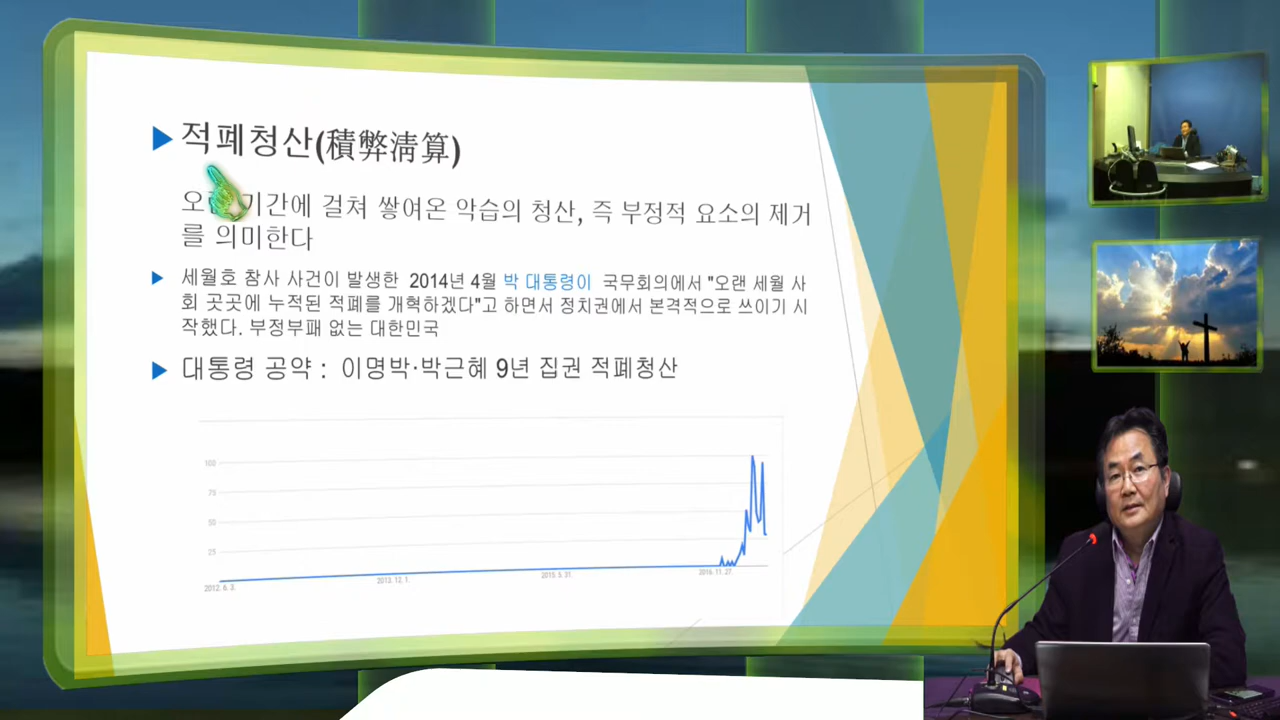 적폐청산(積弊淸算)
기간에 걸쳐 쌓여온 악습의 청산, 즉 부정적 요소의 제거
를 의미한다
세월호 참사 사건이 발생한 2014년 4월 박 대통령이 국무회의에서 "오랜 세월 사
회 곳곳에 누적된 적폐를 개혁하겠다"고 하면서 정치권에서 본격적으로 쓰이기 시
작했다. 부정부패 없는 대한민국
대통령 공약 : 이명박·박근혜 9년 집권 적폐청산
100
75
50
25
2012. 6. 3.
2013. 12. 1.
2015. 5. 31.
2016. 11. 27.